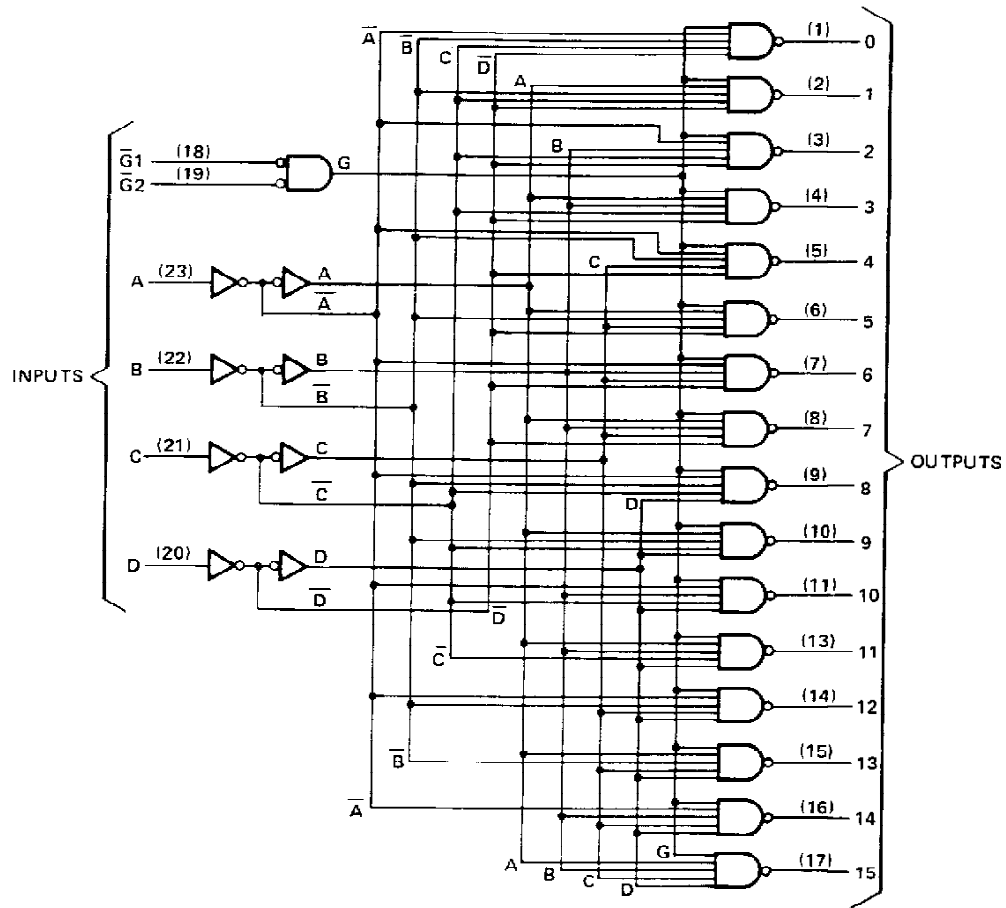 A̅ (1) 0
B̅
C
D̅
A (2) 1
B (3) 2
G̅1 (18)
G
G̅2 (19)
(4) 3
(5) 4
C
A (23) A
A̅
(6) 5
B (22) B
B̅
(7) 6
INPUTS
(8) 7
C (21) C
C̅
OUTPUTS
(9) 8
D
(10) 9
D (20) D
D̅
(11) 10
D̅
C̅
(13) 11
(14) 12
B̅
(15) 13
A̅
(16) 14
G
A
B
C
D
(17) 15